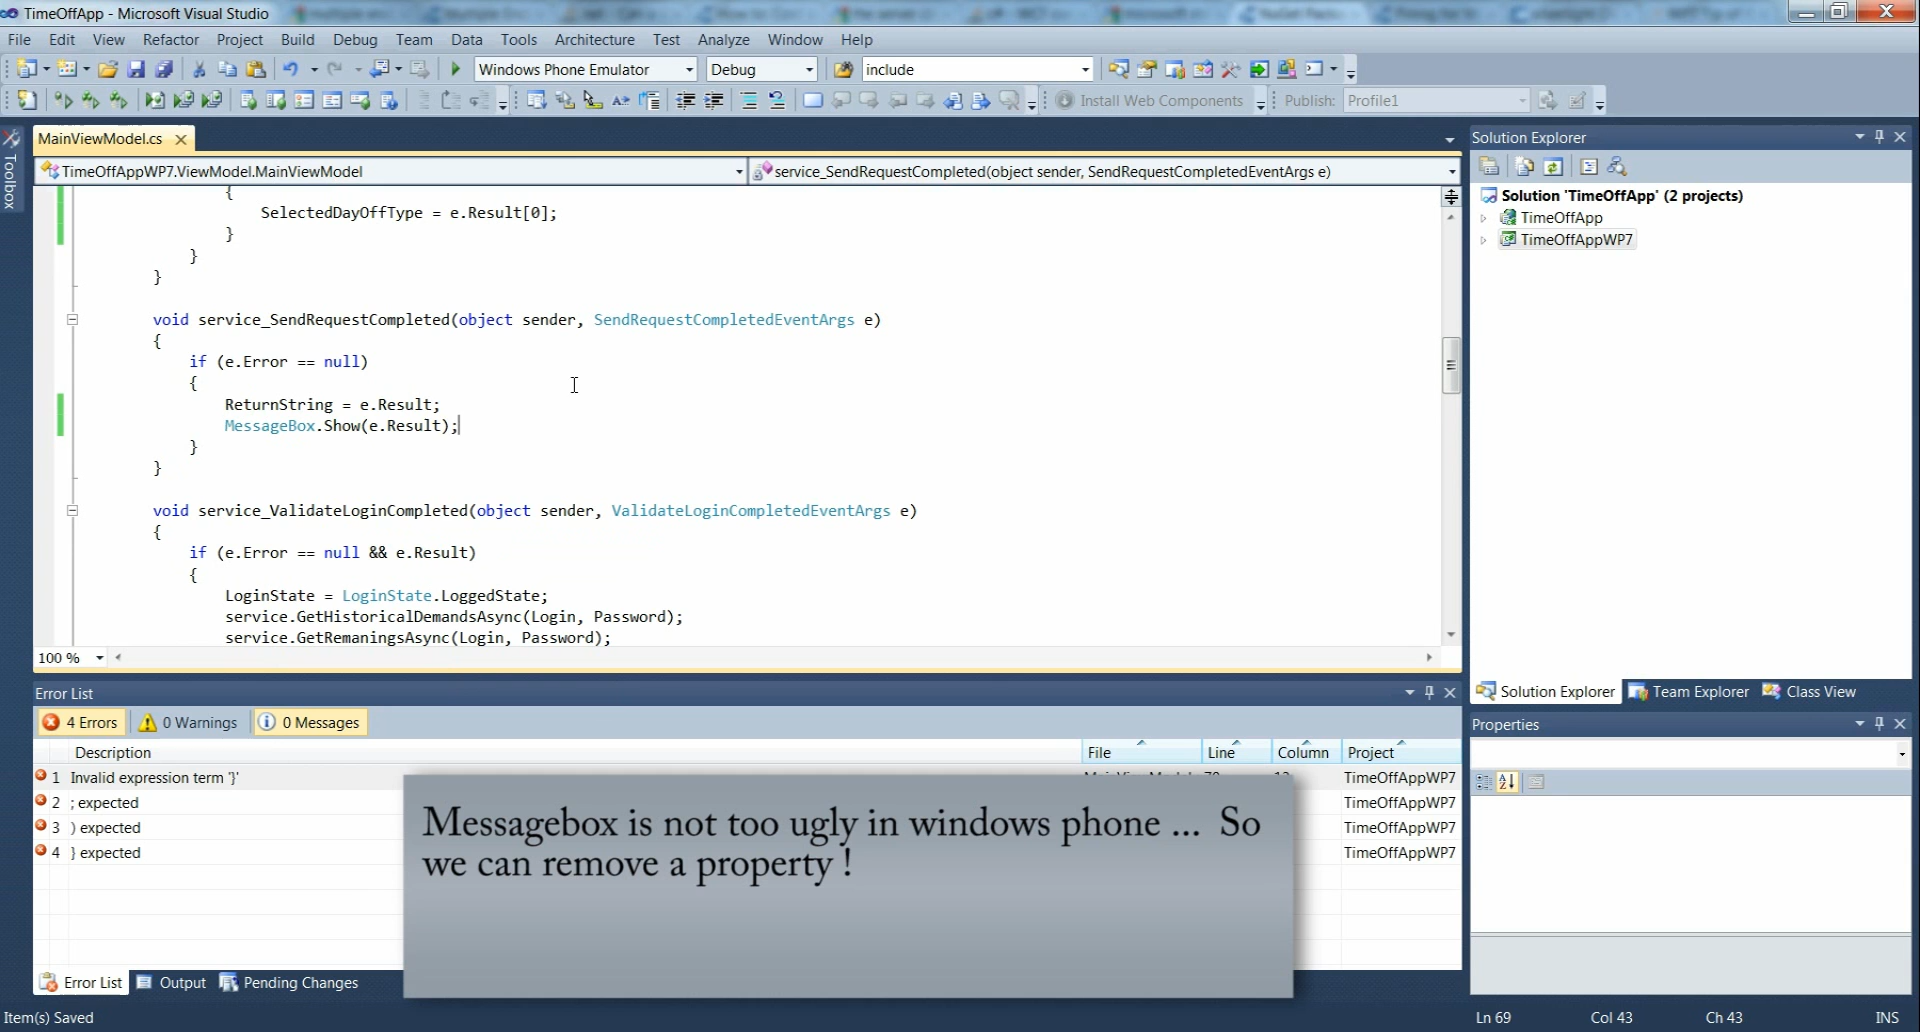 TimeOffApp - Microsoft Visual Studio
File Edit View Refactor Project Build Debug Team Data Tools Architecture Test Analyze Window Help
Windows Phone Emulator Debug include
Install Web Components Publish: Profile1
Toolbox
MainViewModel.cs
TimeOffAppWP7.ViewModel.MainViewModel
service_SendRequestCompleted(object sender, SendRequestCompletedEventArgs e)
{
SelectedDayOffType = e.Result[0];
}
}
}
void service_SendRequestCompleted(object sender, SendRequestCompletedEventArgs e)
{
if (e.Error == null)
{
ReturnString = e.Result;
MessageBox.Show(e.Result);
}
}
void service_ValidateLoginCompleted(object sender, ValidateLoginCompletedEventArgs e)
{
if (e.Error == null && e.Result)
{
LoginState = LoginState.LoggedState;
service.GetHistoricalDemandsAsync(Login, Password);
service.GetRemaningsAsync(Login, Password);
100 %
Solution Explorer
Solution 'TimeOffApp' (2 projects)
TimeOffApp
TimeOffAppWP7
Solution Explorer Team Explorer Class View
Properties
Error List
4 Errors 0 Warnings 0 Messages
Description File Line Column Project
1 Invalid expression term '}' TimeOffAppWP7
2 ; expected TimeOffAppWP7
3 ) expected TimeOffAppWP7
4 } expected TimeOffAppWP7
Messagebox is not too ugly in windows phone ... So
we can remove a property !
Error List Output Pending Changes
Item(s) Saved Ln 69 Col 43 Ch 43 INS